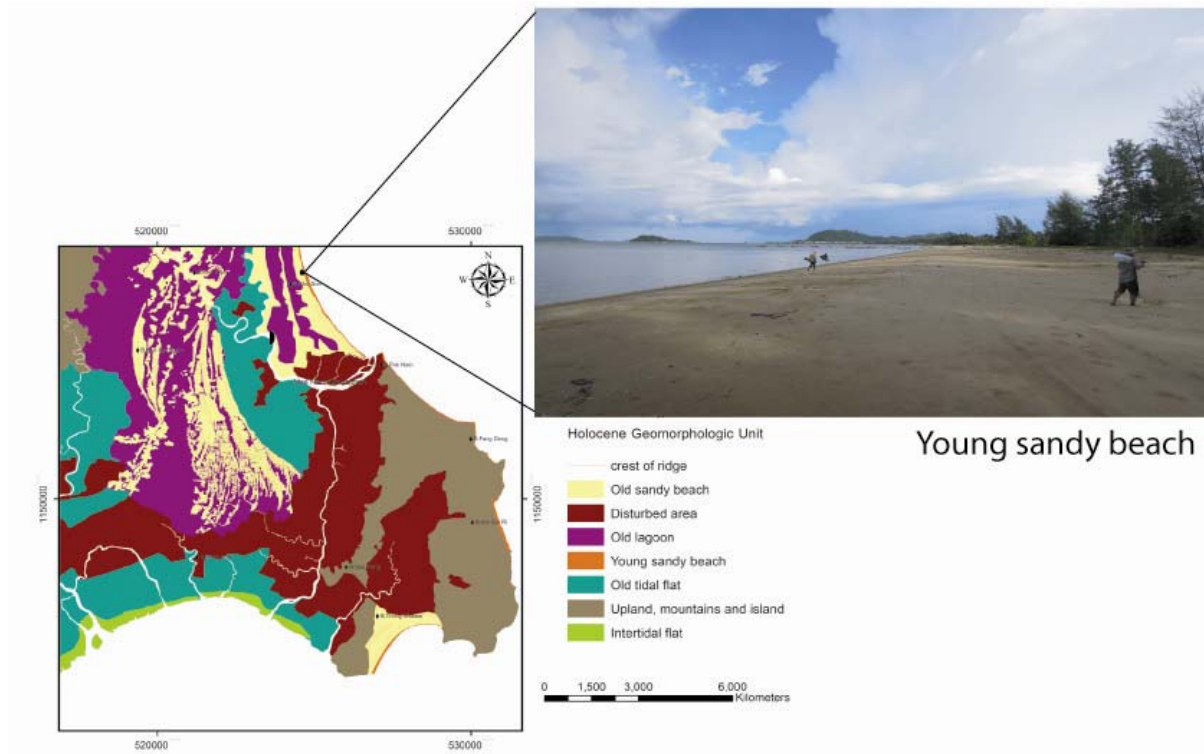 520000
530000
N
W E
S
1150000
1150000
520000
530000
Young sandy beach
Holocene Geomorphologic Unit
crest of ridge
Old sandy beach
Disturbed area
Old lagoon
Young sandy beach
Old tidal flat
Upland, mountains and island
Intertidal flat
0 1,500 3,000 6,000
Kilometers